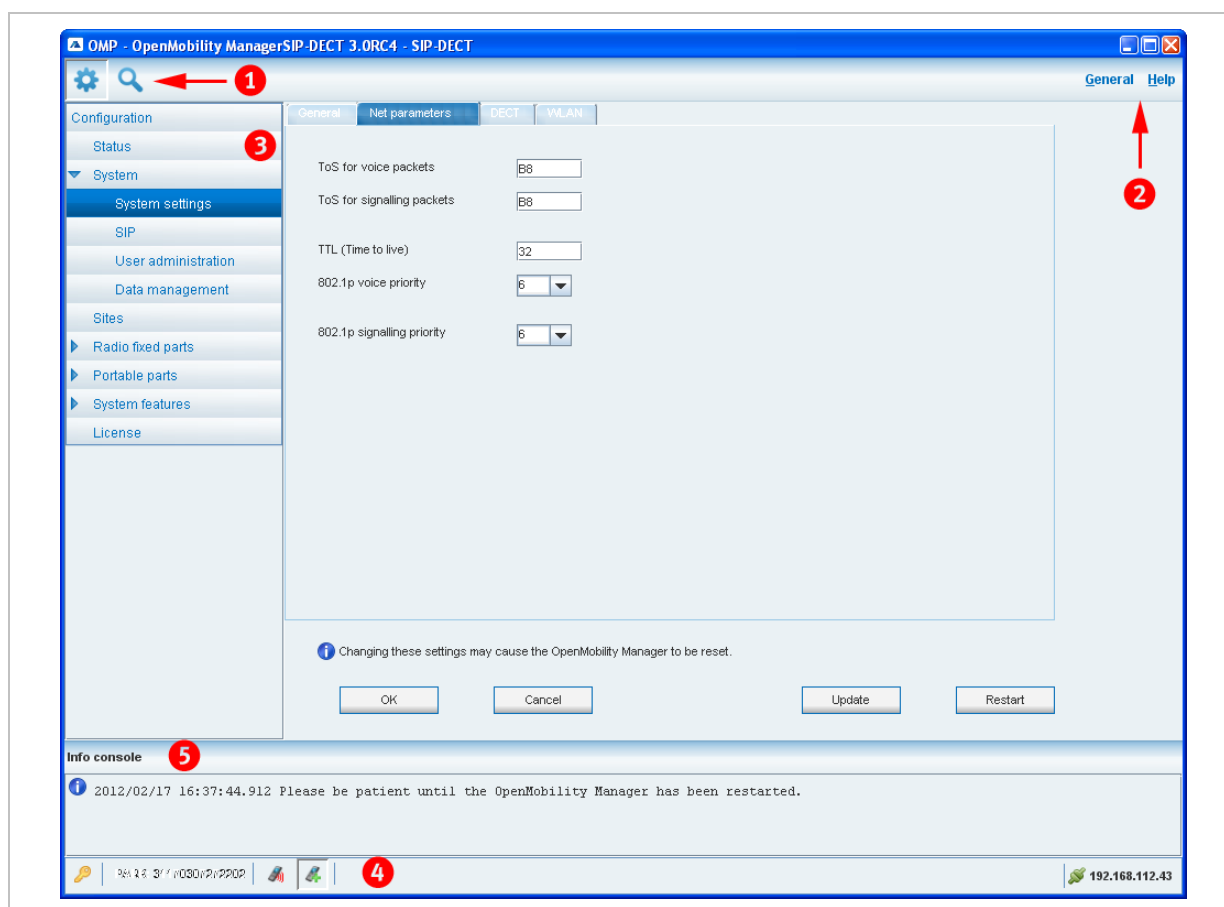 OMP - OpenMobility ManagerSIP-DECT 3.0RC4 - SIP-DECT
1
General Help
2
Configuration
3
Status
System
System settings
SIP
User administration
Data management
Sites
Radio fixed parts
Portable parts
System features
License
General Net parameters DECT WLAN
ToS for voice packets B8
ToS for signalling packets B8
TTL (Time to live) 32
802.1p voice priority 6
802.1p signalling priority 6
Changing these settings may cause the OpenMobility Manager to be reset.
OK Cancel Update Restart
Info console 5
2012/02/17 16:37:44.912 Please be patient until the OpenMobility Manager has been restarted.
4
192.168.112.43